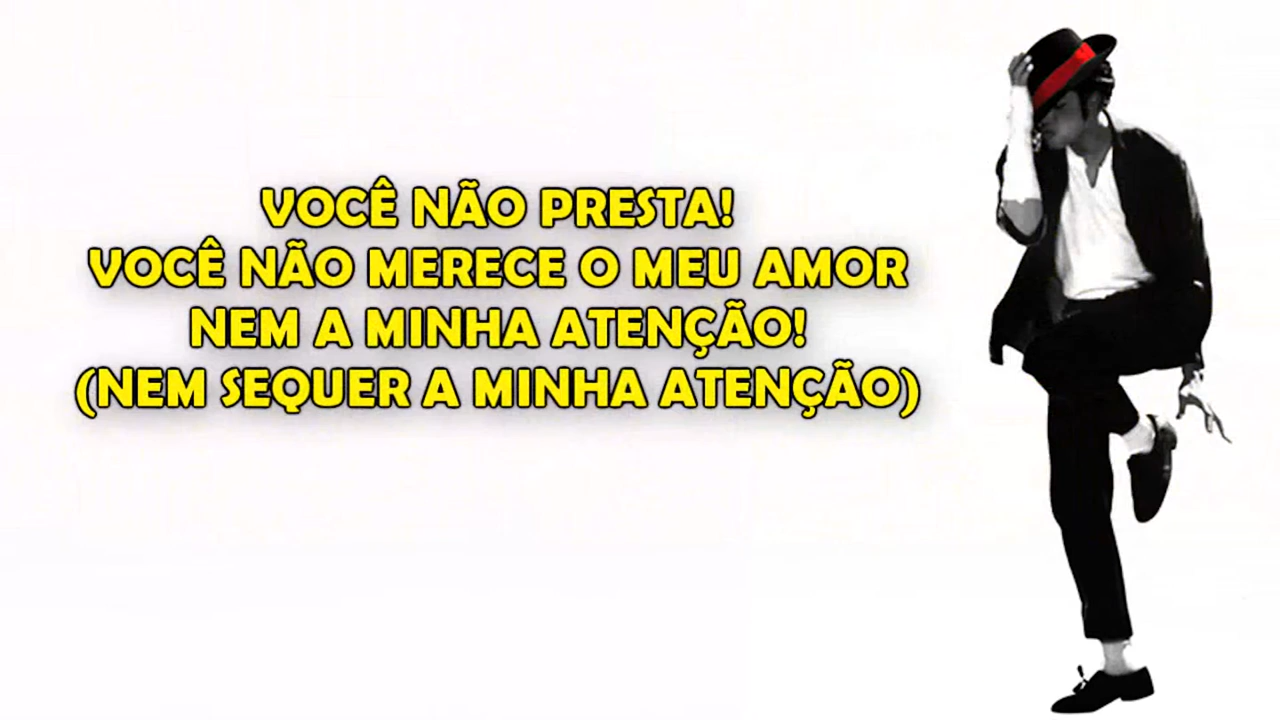 VOCÊ NÃO PRESTA!
VOCÊ NÃO MERECE O MEU AMOR
NEM A MINHA ATENÇÃO!
(NEM SEQUER A MINHA ATENÇÃO)